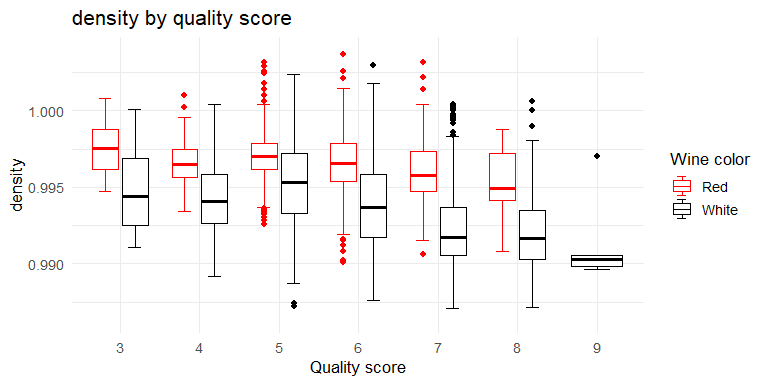 density by quality score
density
1.000
0.995
0.990
3 4 5 6 7 8 9
Quality score
Wine color
Red
White